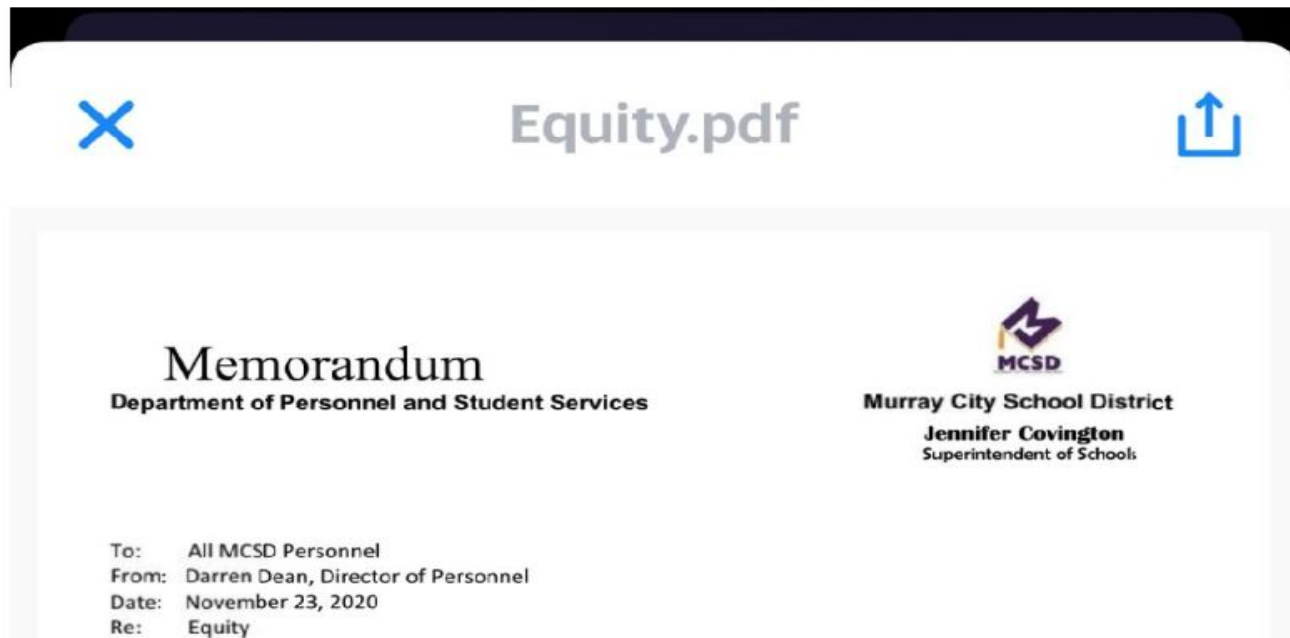 Equity.pdf
MCSD
Memorandum
Department of Personnel and Student Services
Murray City School District
Jennifer Covington
Superintendent of Schools
To: All MCSD Personnel
From: Darren Dean, Director of Personnel
Date: November 23, 2020
Re: Equity